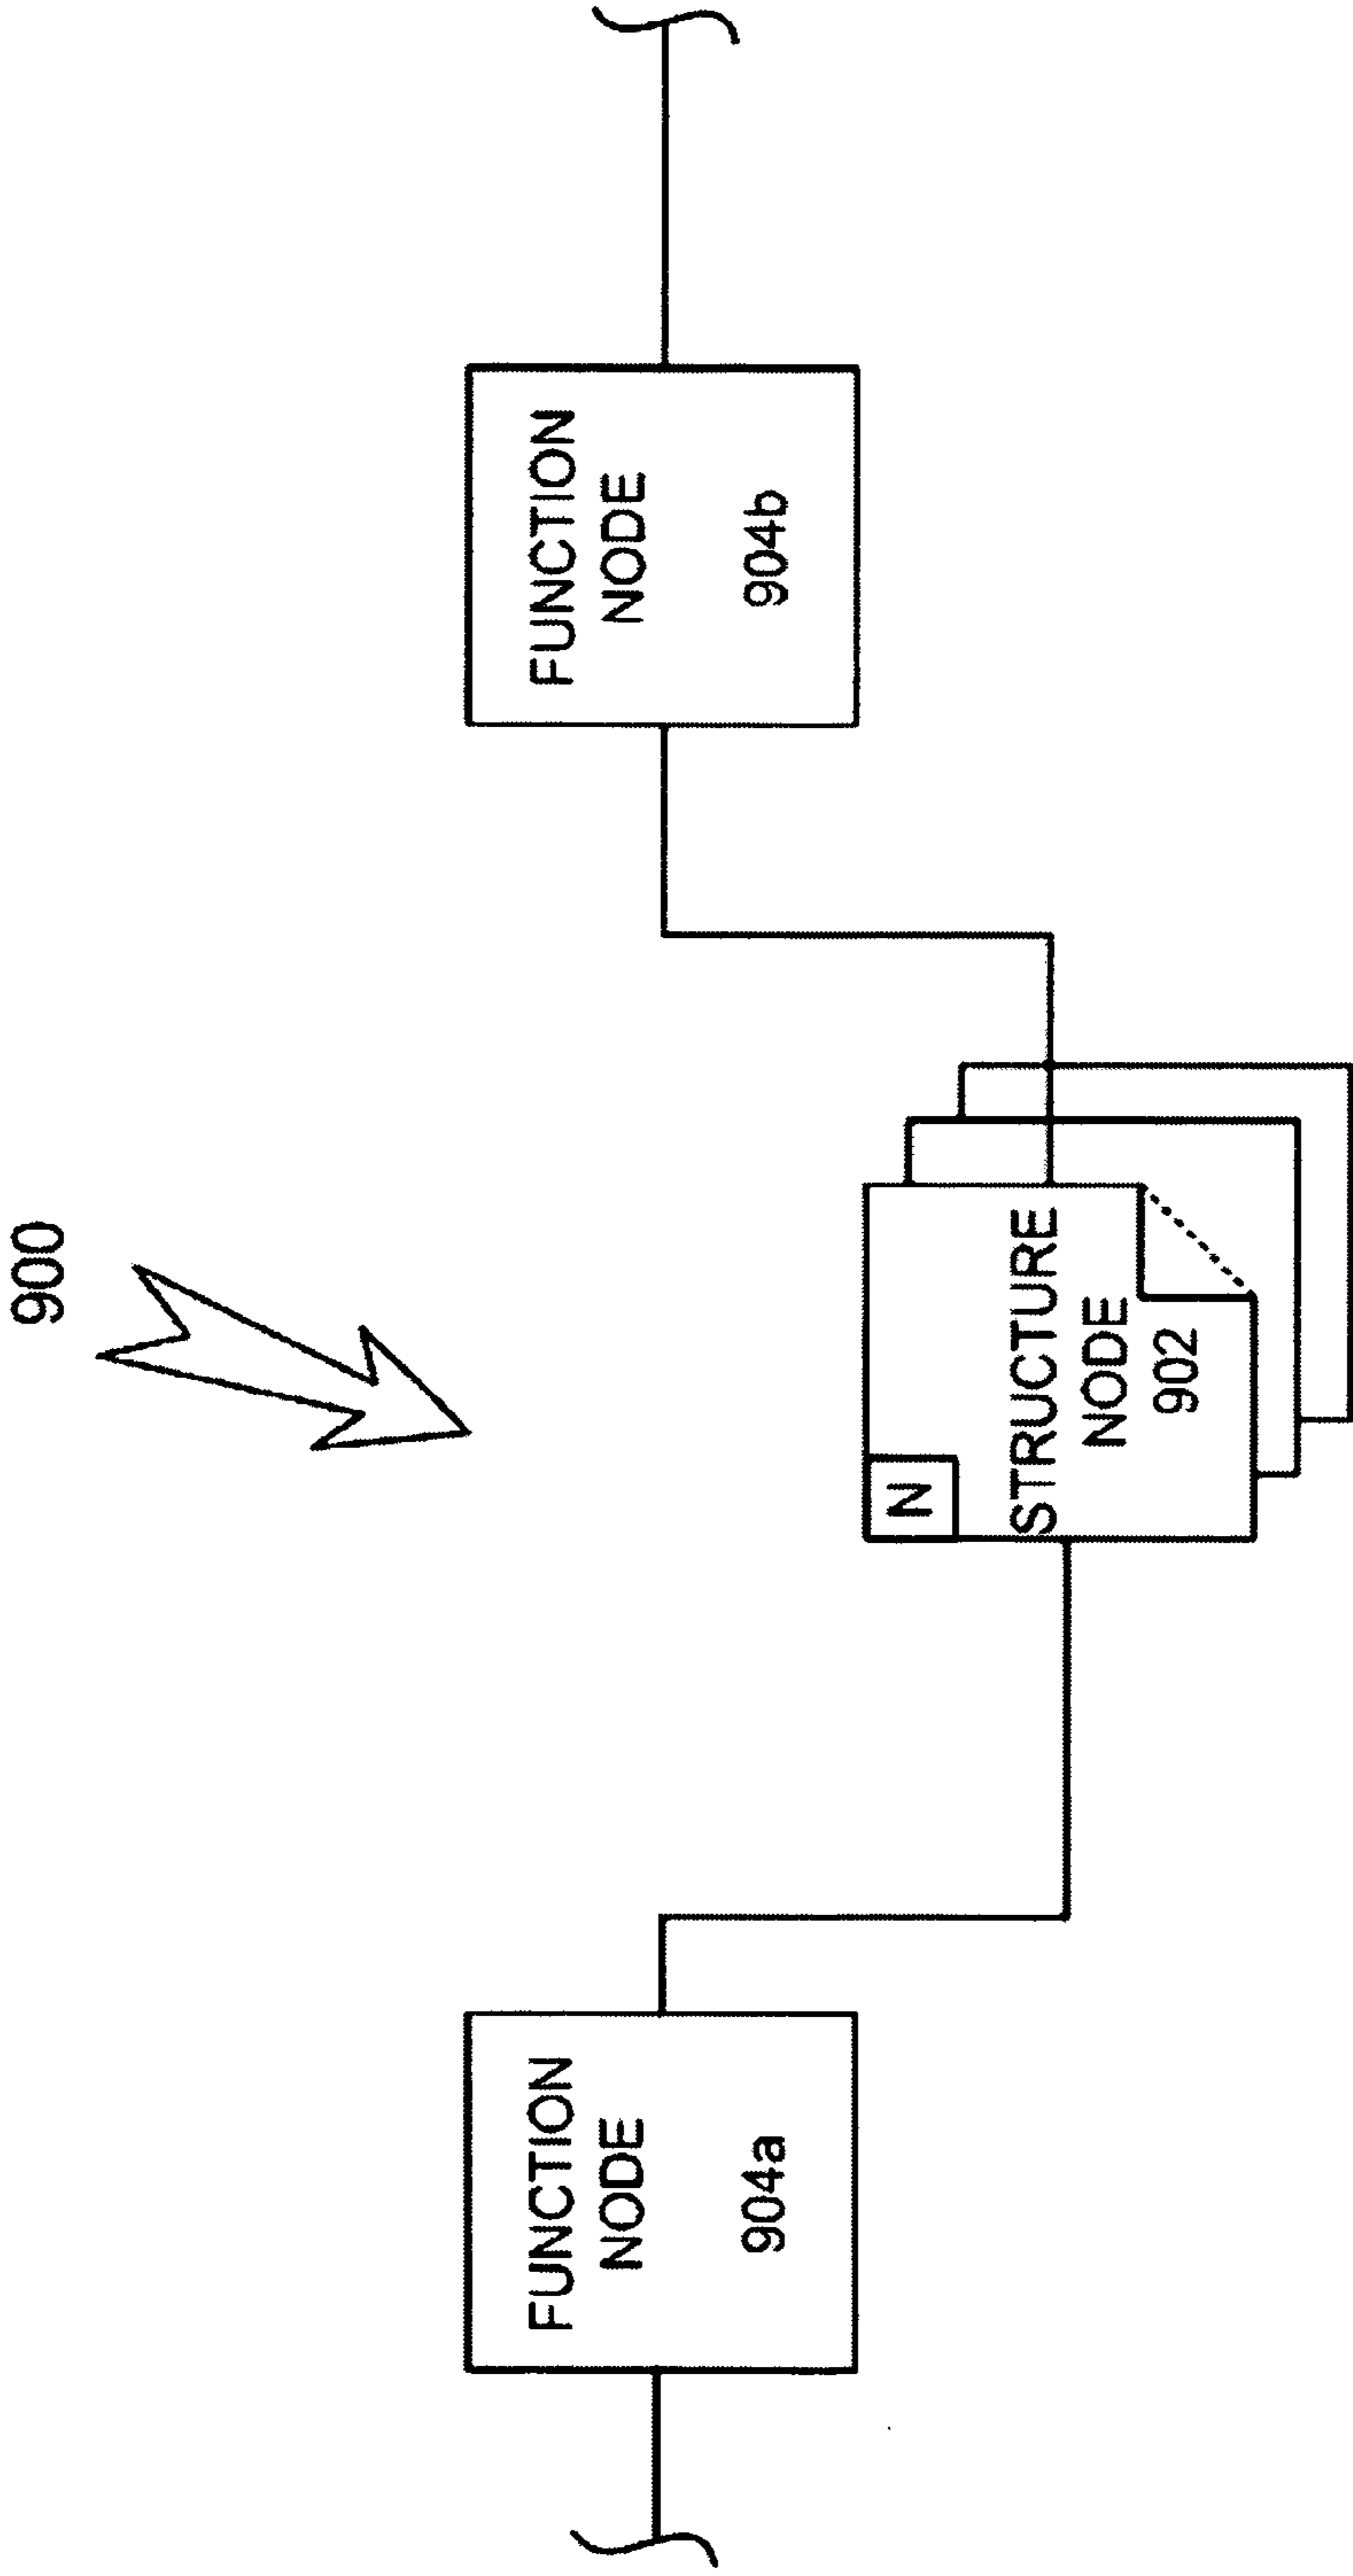 900
FUNCTION
NODE
904a
N
STRUCTURE
NODE
902
FUNCTION
NODE
904b